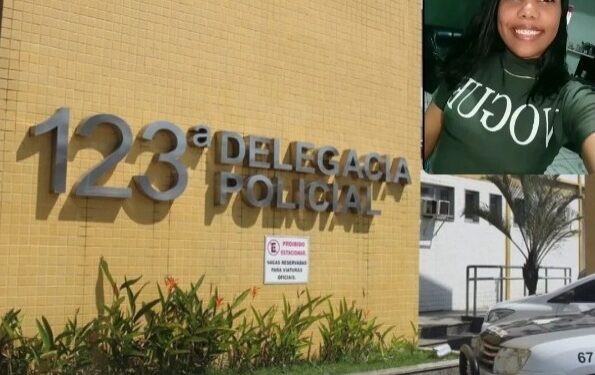 123ª DELEGACIA
POLICIAL
E PROIBIDO
ESTACIONAR
VAGAS RESERVADAS
PARA VIATURAS
OFICIAIS.
VOGUE
67